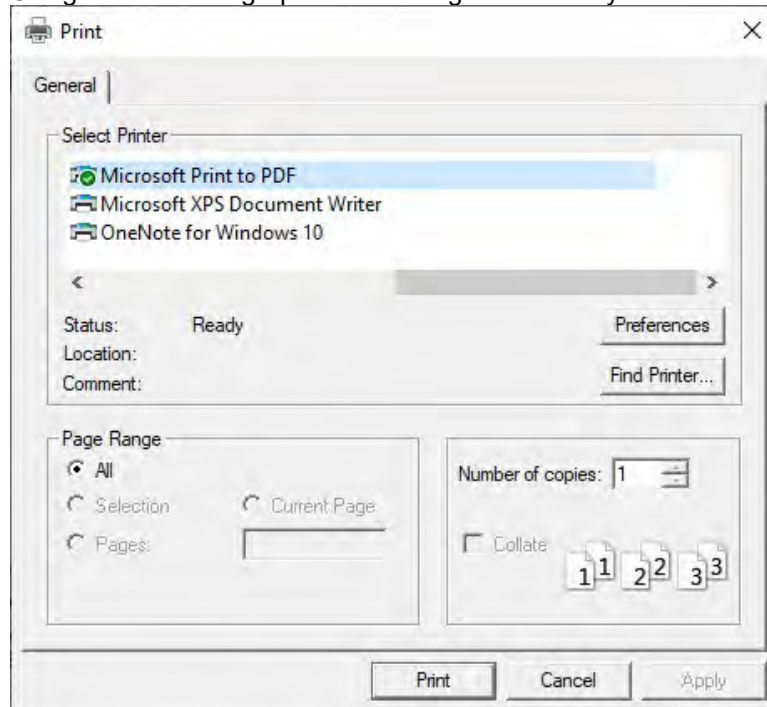 Print
General
Select Printer
Microsoft Print to PDF
Microsoft XPS Document Writer
OneNote for Windows 10
Status: Ready
Preferences
Location:
Find Printer...
Comment:
Page Range
All
Number of copies: 1
Selection Current Page
Pages:
Collate
1 1 2 2 3 3
Print Cancel Apply